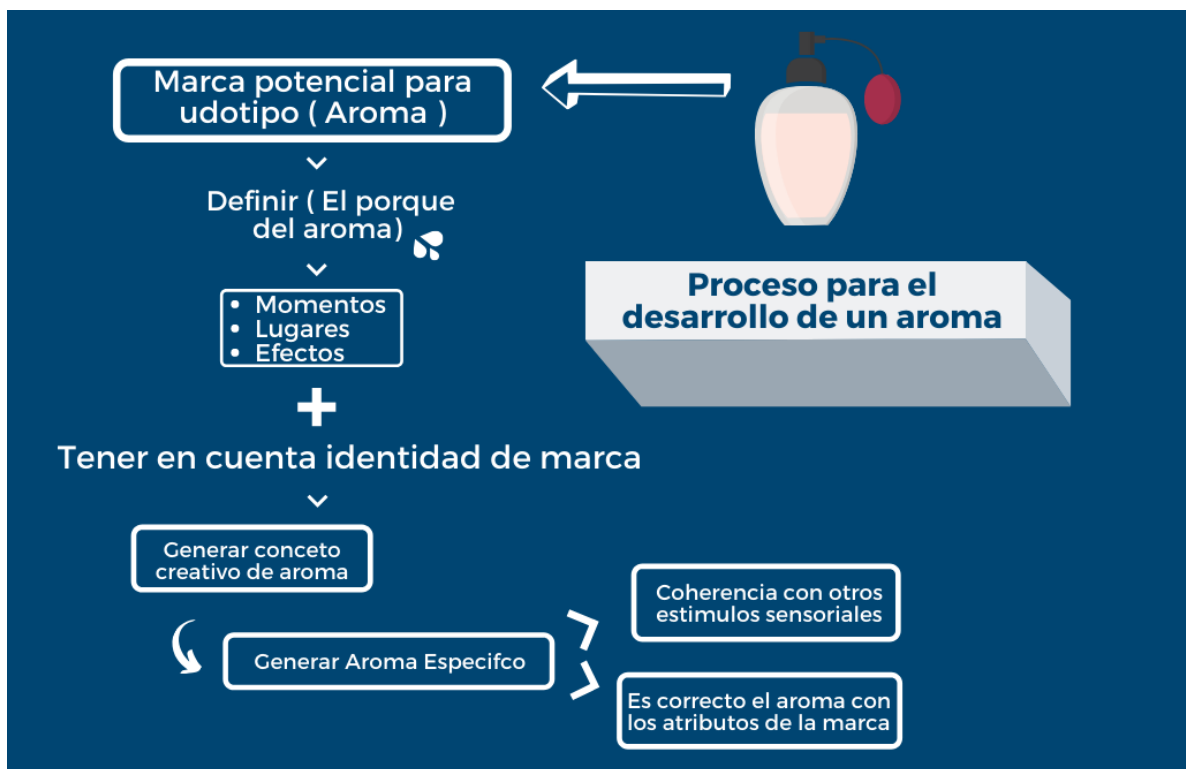 Marca potencial para
udotipo ( Aroma )
Definir ( El porque
del aroma)
• Momentos
• Lugares
• Efectos
+
Tener en cuenta identidad de marca
Generar conceto
creativo de aroma
Generar Aroma Especifco
Coherencia con otros
estimulos sensoriales
Es correcto el aroma con
los atributos de la marca
Proceso para el
desarrollo de un aroma